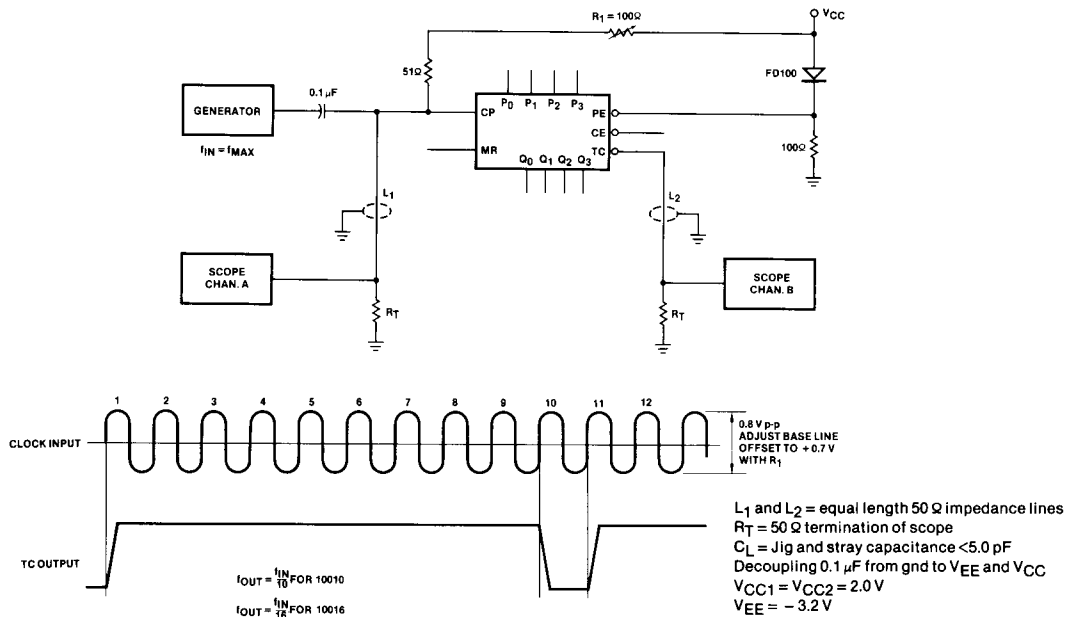 R1 = 100Ω
VCC
51Ω
FD100
0.1 µF
GENERATOR
fIN = fMAX
P0 P1 P2 P3
CP
PE
CE
MR
TC
Q0 Q1 Q2 Q3
100Ω
L1
L2
SCOPE
CHAN. A
SCOPE
CHAN. B
RT
RT
1 2 3 4 5 6 7 8 9 10 11 12
CLOCK INPUT
0.8 V p-p
ADJUST BASE LINE
OFFSET TO + 0.7 V
WITH R1
TC OUTPUT
fOUT = fIN/10 FOR 10010
fOUT = fIN/16 FOR 10016
L1 and L2 = equal length 50 Ω impedance lines
RT = 50 Ω termination of scope
CL = Jig and stray capacitance <5.0 pF
Decoupling 0.1 µF from gnd to VEE and VCC
VCC1 = VCC2 = 2.0 V
VEE = − 3.2 V